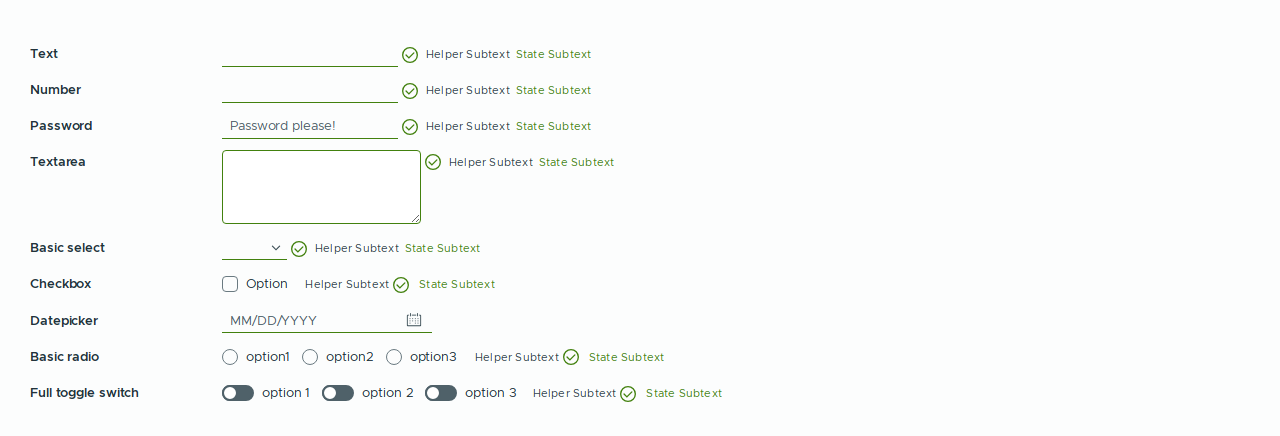 Text Helper Subtext State Subtext
Number Helper Subtext State Subtext
Password Password please! Helper Subtext State Subtext
Textarea Helper Subtext State Subtext
Basic select Helper Subtext State Subtext
Checkbox Option Helper Subtext State Subtext
Datepicker MM/DD/YYYY
Basic radio option1 option2 option3 Helper Subtext State Subtext
Full toggle switch option 1 option 2 option 3 Helper Subtext State Subtext